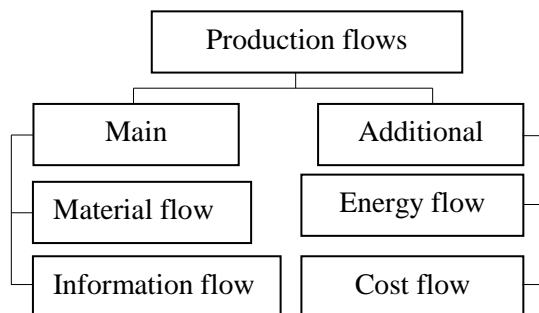 Production flows
Main
Additional
Material flow
Energy flow
Information flow
Cost flow